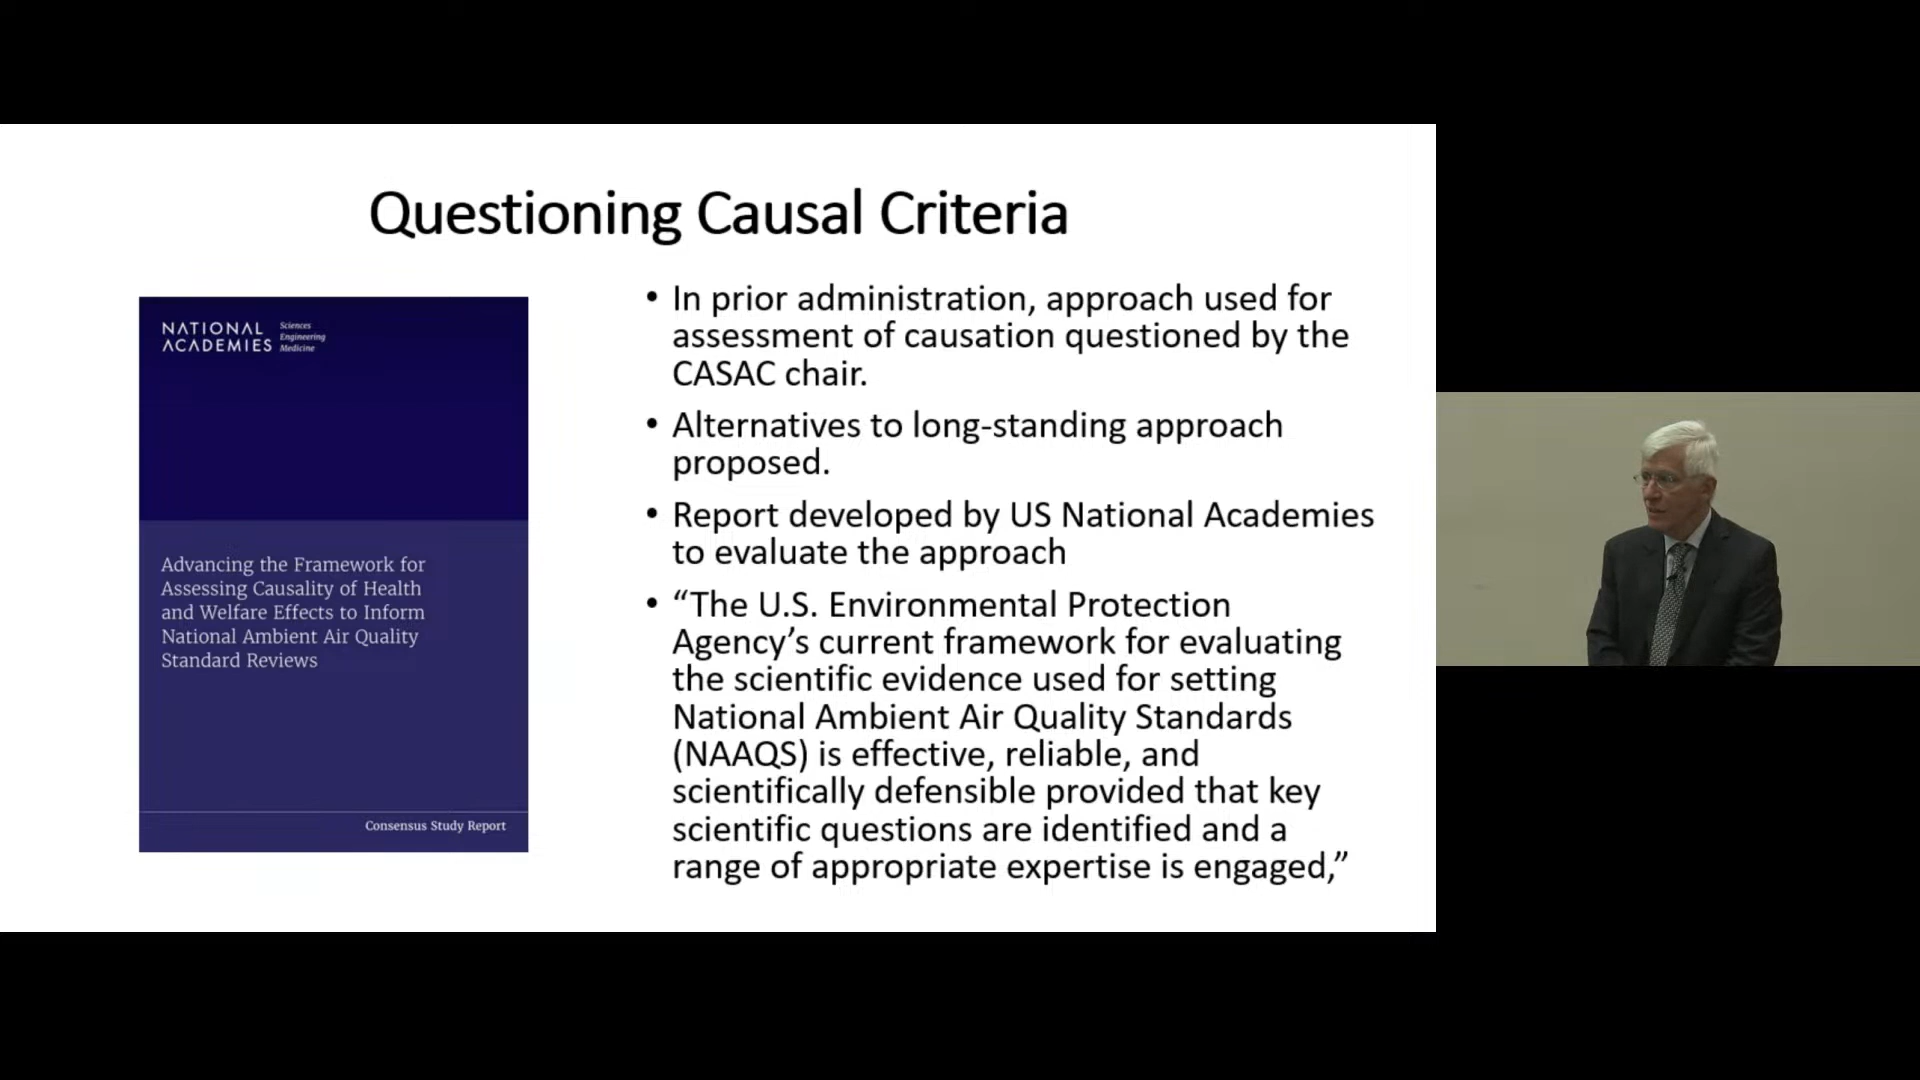 Questioning Causal Criteria
NATIONAL
ACADEMIES
Sciences
Engineering
Medicine
Advancing the Framework for
Assessing Causality of Health
and Welfare Effects to Inform
National Ambient Air Quality
Standard Reviews
Consensus Study Report
• In prior administration, approach used for
assessment of causation questioned by the
CASAC chair.
• Alternatives to long-standing approach
proposed.
• Report developed by US National Academies
to evaluate the approach
• “The U.S. Environmental Protection
Agency’s current framework for evaluating
the scientific evidence used for setting
National Ambient Air Quality Standards
(NAAQS) is effective, reliable, and
scientifically defensible provided that key
scientific questions are identified and a
range of appropriate expertise is engaged,”